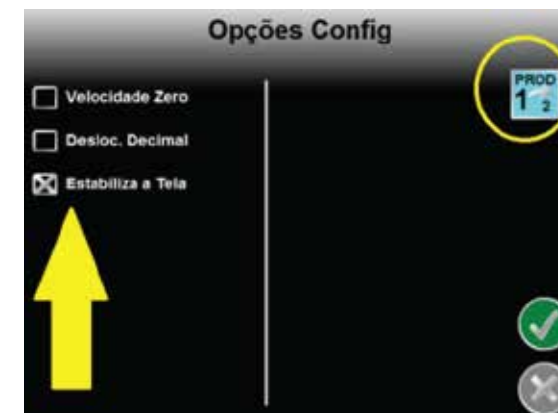 Opções Config
PROD
1 2
Velocidade Zero
Desloc. Decimal
Estabiliza a Tela